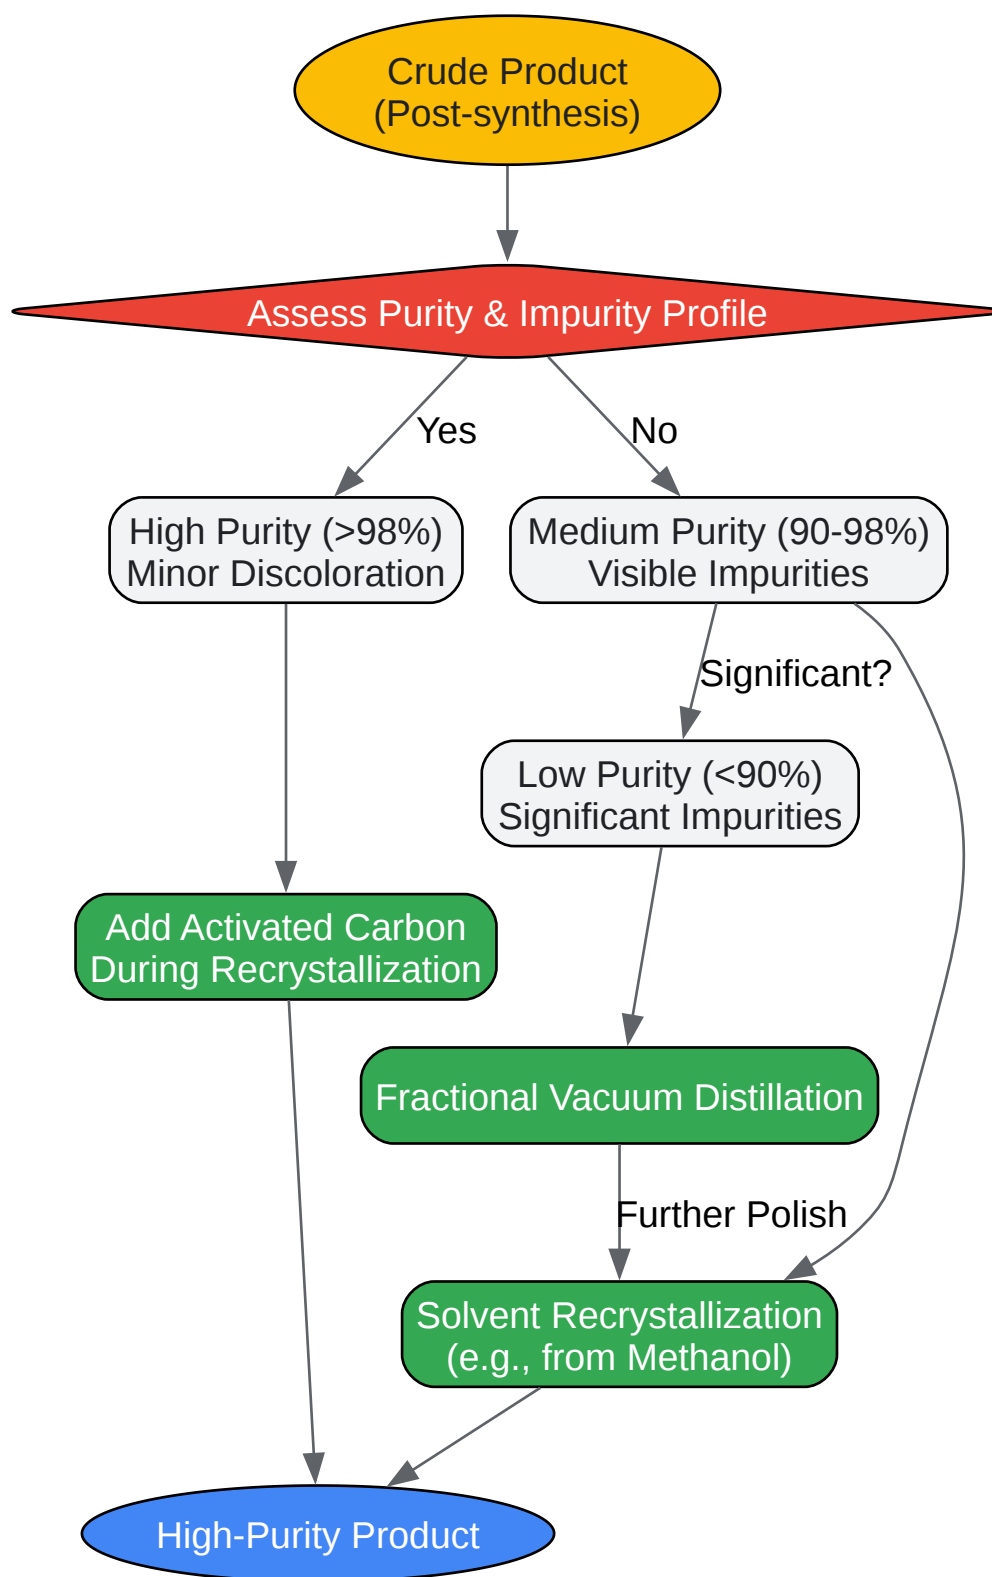 Crude Product
(Post-synthesis)
Assess Purity & Impurity Profile
Yes
No
High Purity (>98%)
Minor Discoloration
Medium Purity (90-98%)
Visible Impurities
Significant?
Low Purity (<90%)
Significant Impurities
Add Activated Carbon
During Recrystallization
Fractional Vacuum Distillation
Further Polish
Solvent Recrystallization
(e.g., from Methanol)
High-Purity Product